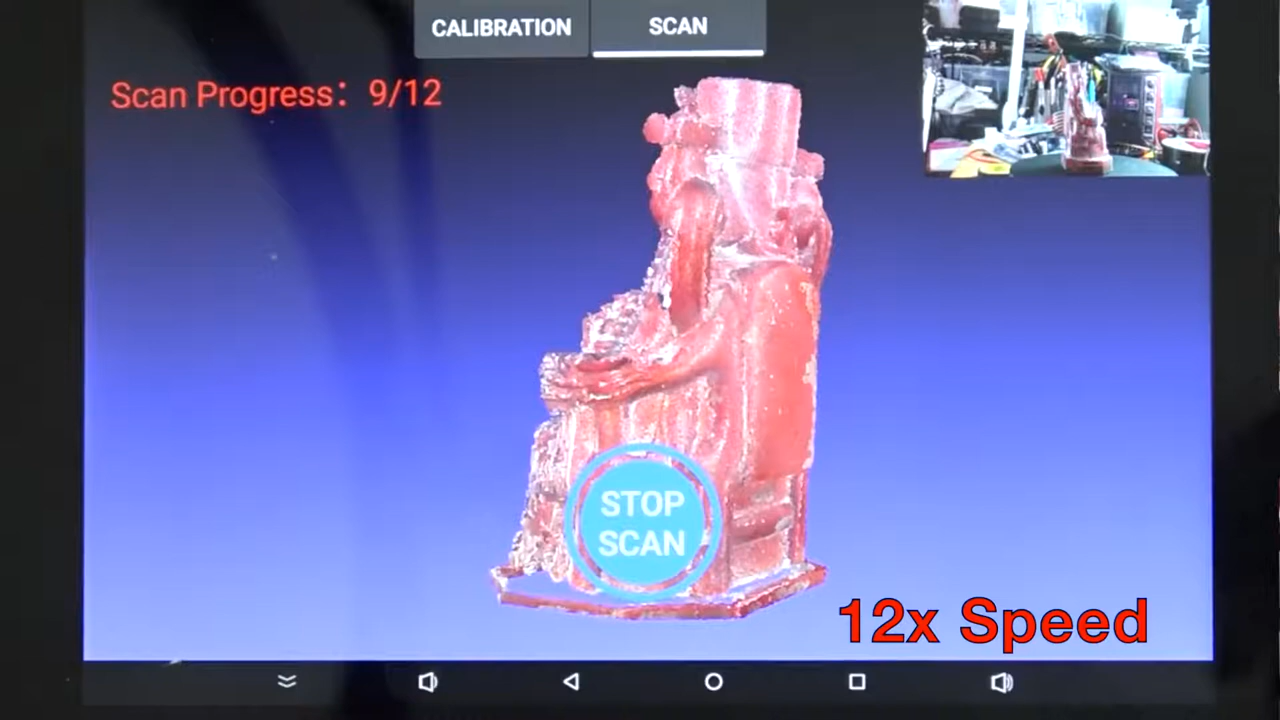 CALIBRATION
SCAN
Scan Progress: 9/12
STOP
SCAN
12x Speed